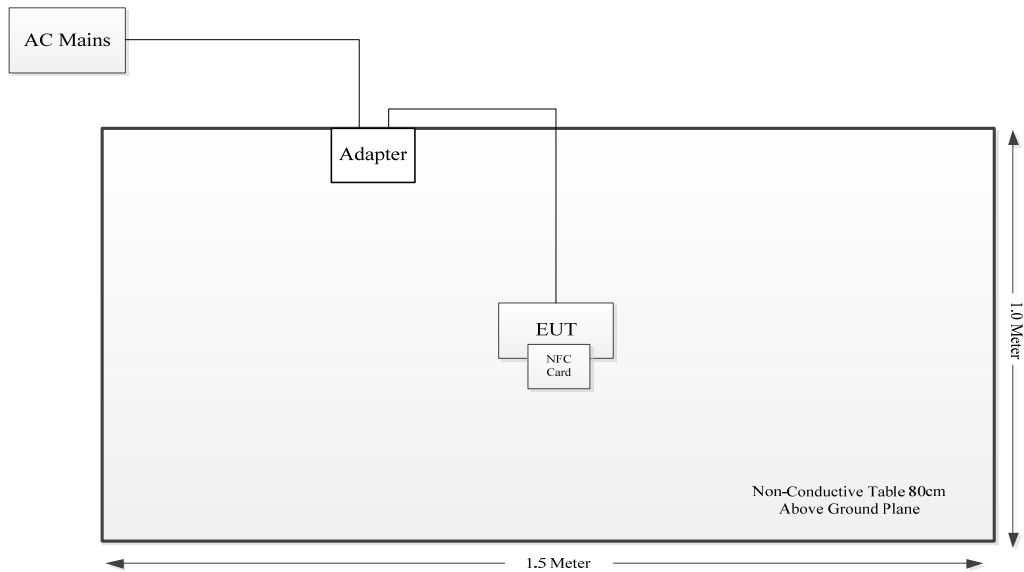 AC Mains
Adapter
EUT
NFC
Card
1.0 Meter
Non-Conductive Table 80cm
Above Ground Plane
1.5 Meter